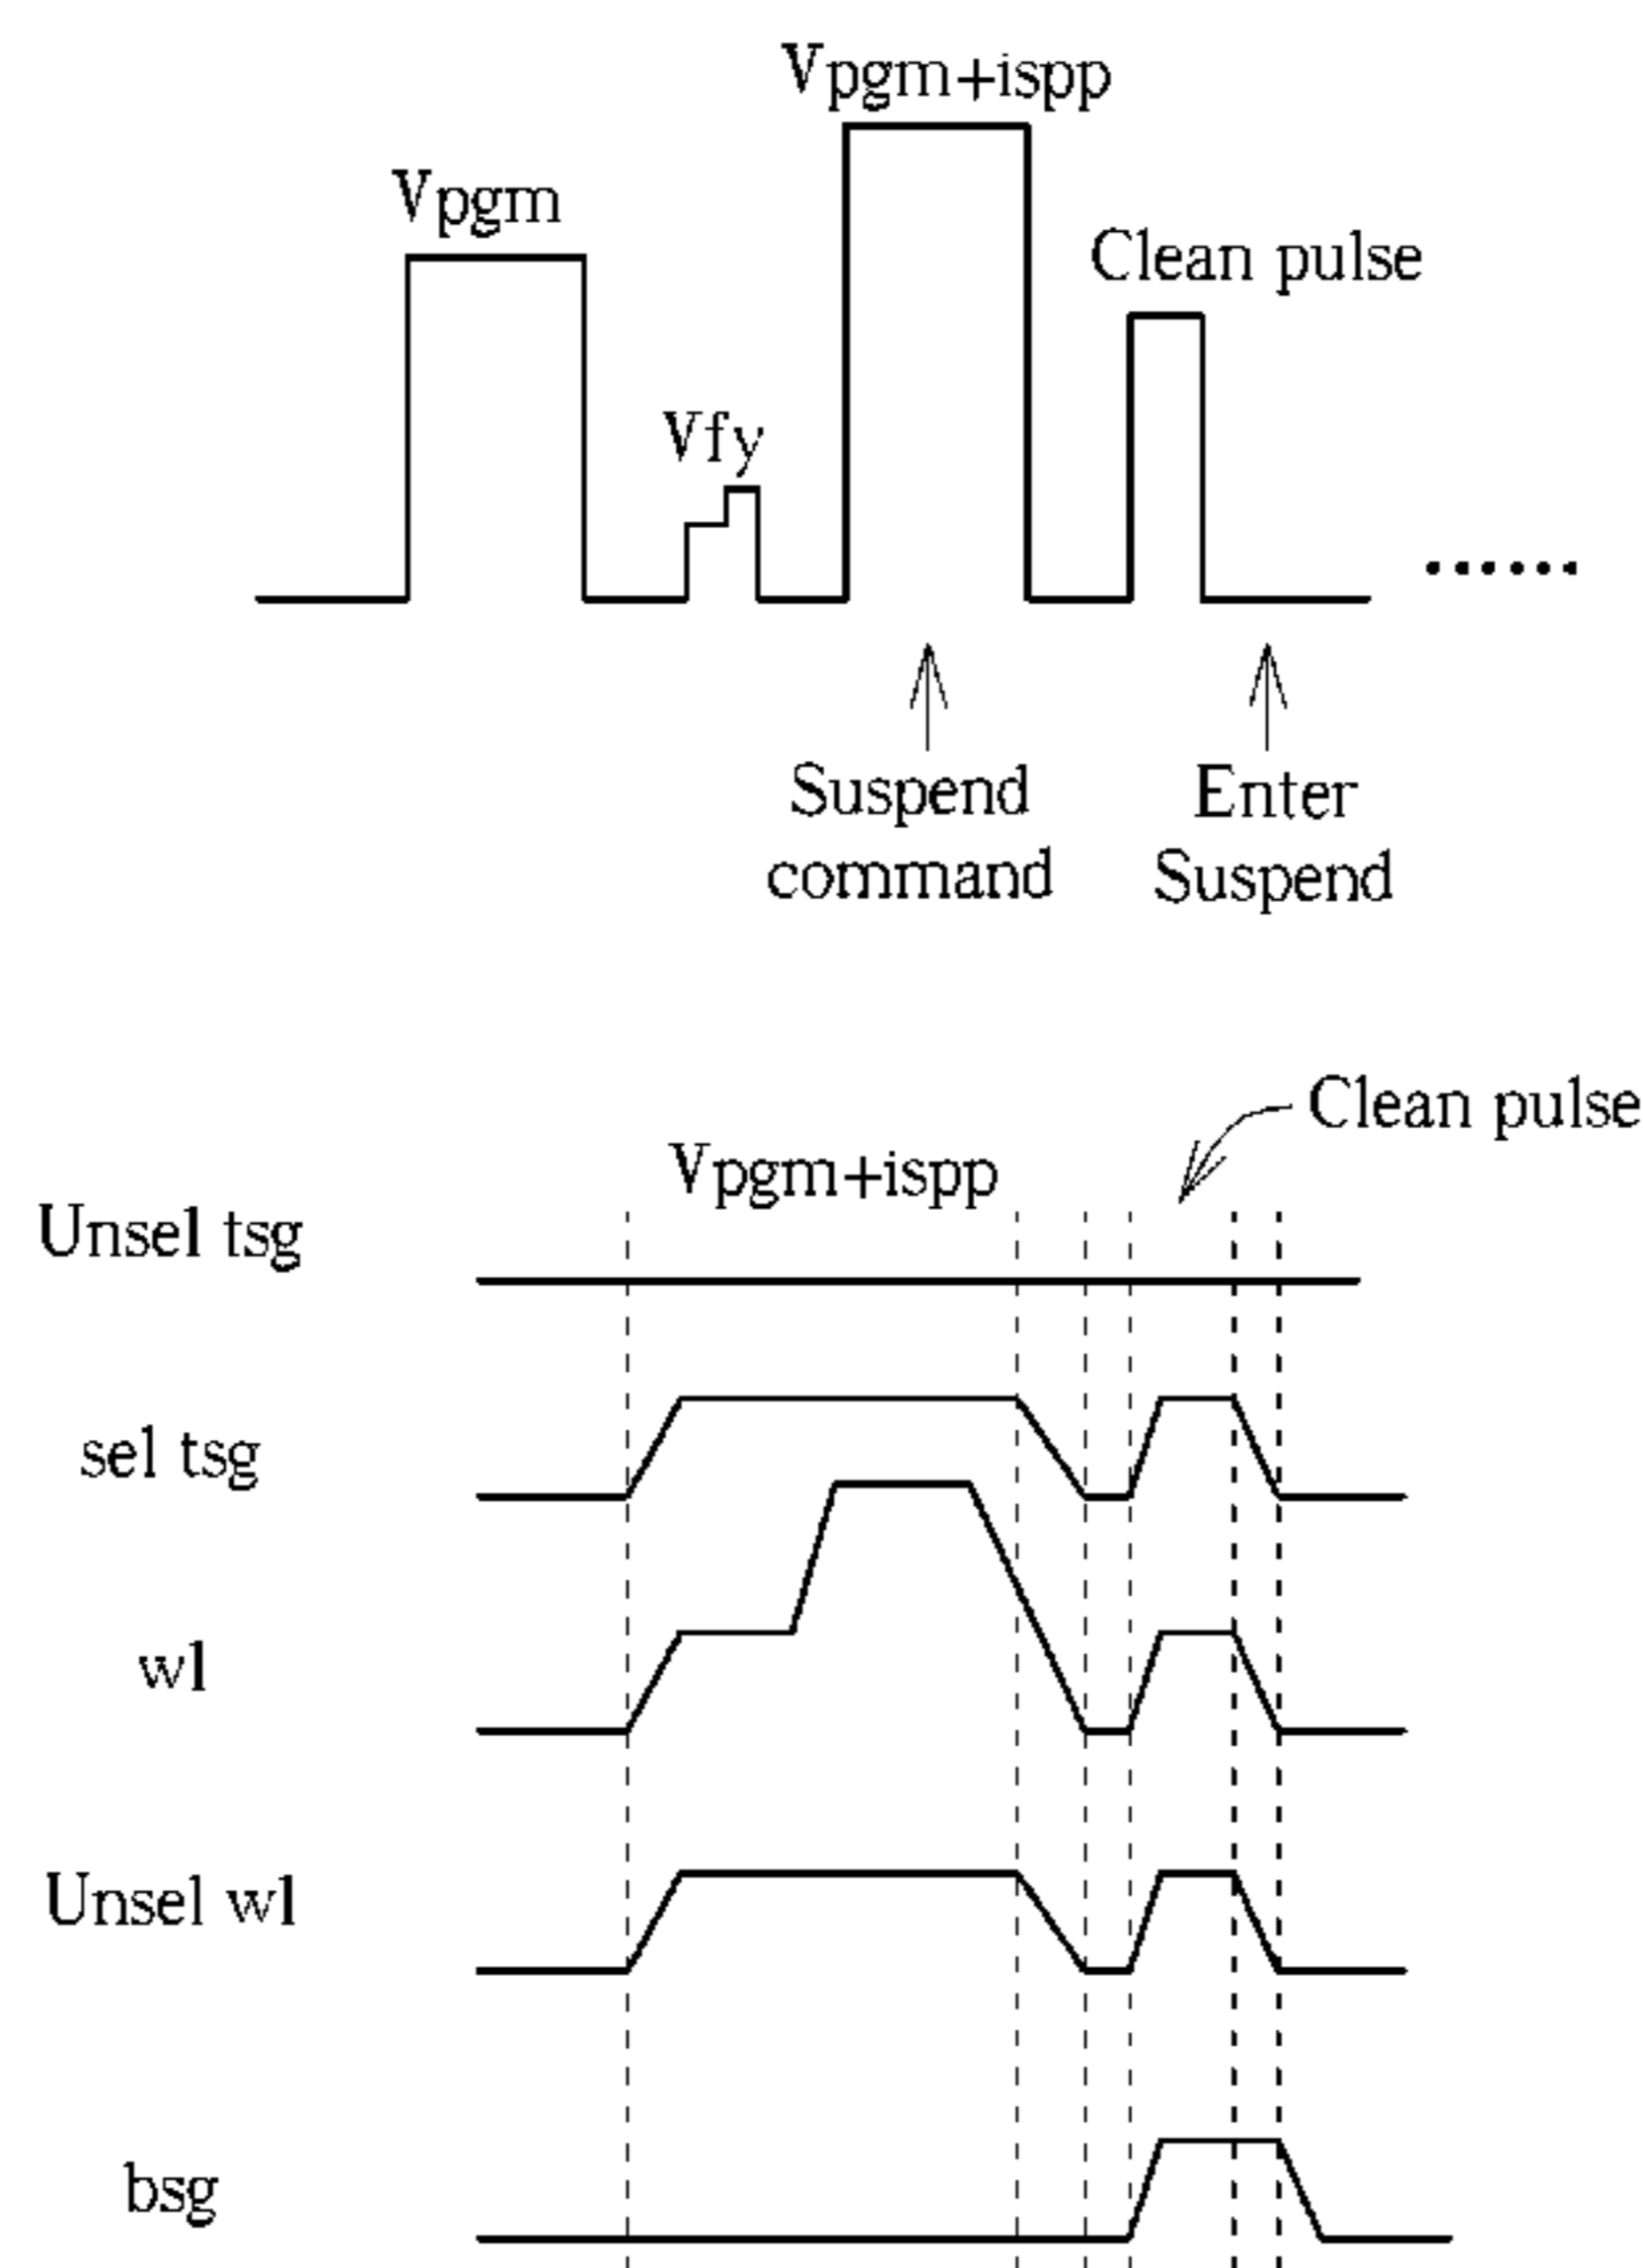 Vpgm+ispp
Vpgm
Clean pulse
Vfy
......
Suspend
command
Enter
Suspend
Clean pulse
Vpgm+ispp
Unsel tsg
sel tsg
wl
Unsel wl
bsg